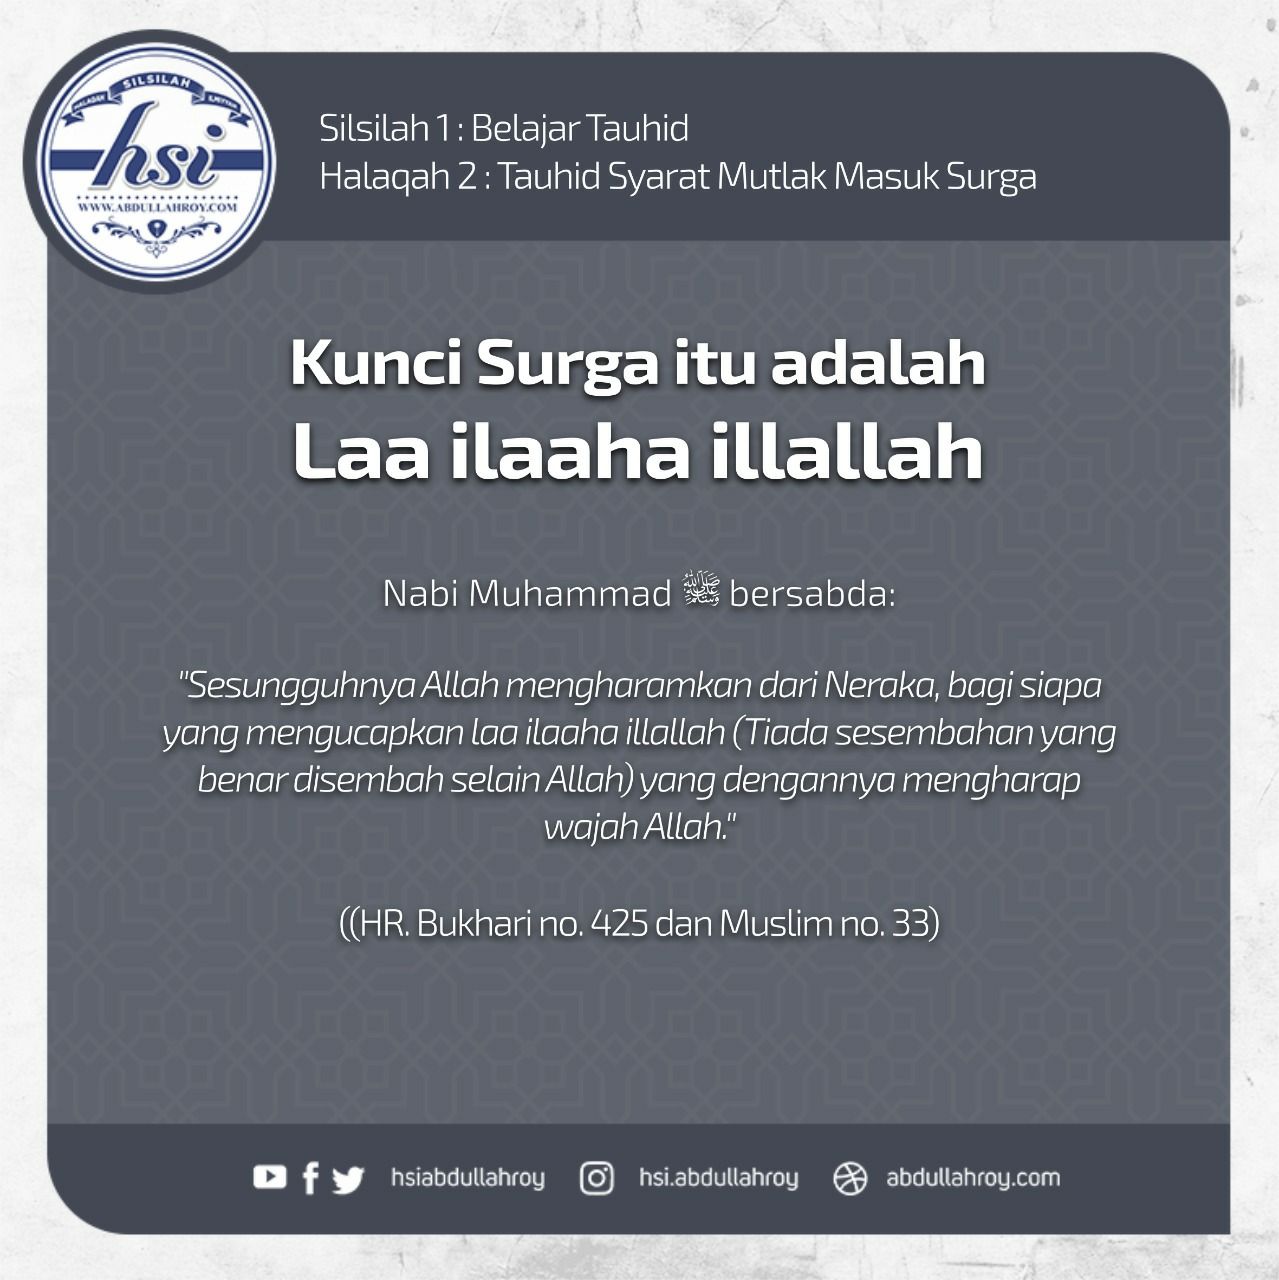 HALAQAH SILSILAH ILMIYYAH
hsi
WWW.ABDULLAHROY.COM
Silsilah 1 : Belajar Tauhid
Halaqah 2 : Tauhid Syarat Mutlak Masuk Surga
Kunci Surga itu adalah
Laa ilaaha illallah
Nabi Muhammad ﷺ bersabda:
"Sesungguhnya Allah mengharamkan dari Neraka, bagi siapa
yang mengucapkan laa ilaaha illallah (Tiada sesembahan yang
benar disembah selain Allah) yang dengannya mengharap
wajah Allah."
((HR. Bukhari no. 425 dan Muslim no. 33)
hsiabdullahroy hsi.abdullahroy abdullahroy.com